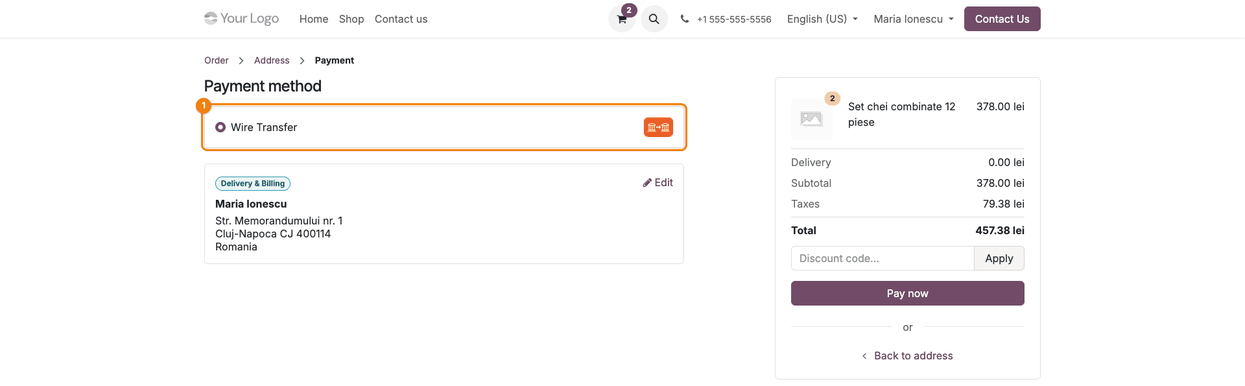 Your Logo
Home Shop Contact us
2
+1 555-555-5556
English (US)
Maria Ionescu
Contact Us
Order > Address > Payment
Payment method
1
Wire Transfer
Delivery & Billing
Edit
Maria Ionescu
Str. Memorandumului nr. 1
Cluj-Napoca CJ 400114
Romania
2
Set chei combinate 12 378.00 lei
piese
Delivery 0.00 lei
Subtotal 378.00 lei
Taxes 79.38 lei
Total 457.38 lei
Discount code... Apply
Pay now
or
< Back to address